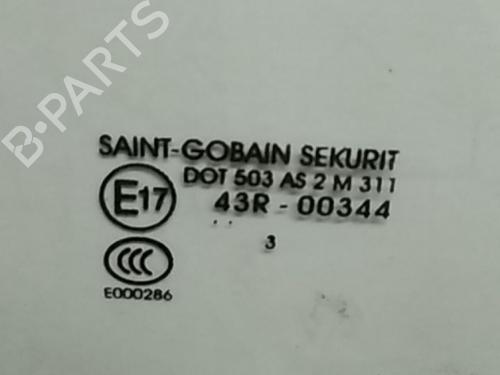 B-PARTS
SAINT-GOBAIN SEKURIT
DOT 503 AS 2 M 311
E17
43R - 00344
.. .
3
CCC
E000286